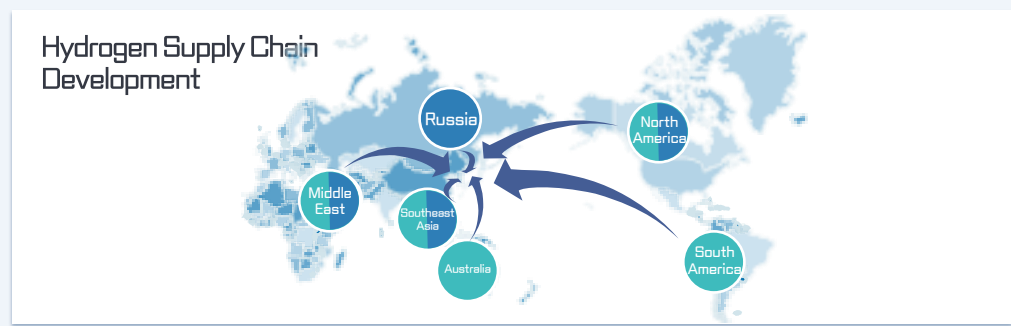 Hydrogen Supply Chain
Development
Russia
North
America
Middle
East
Southeast
Asia
South
America
Australia